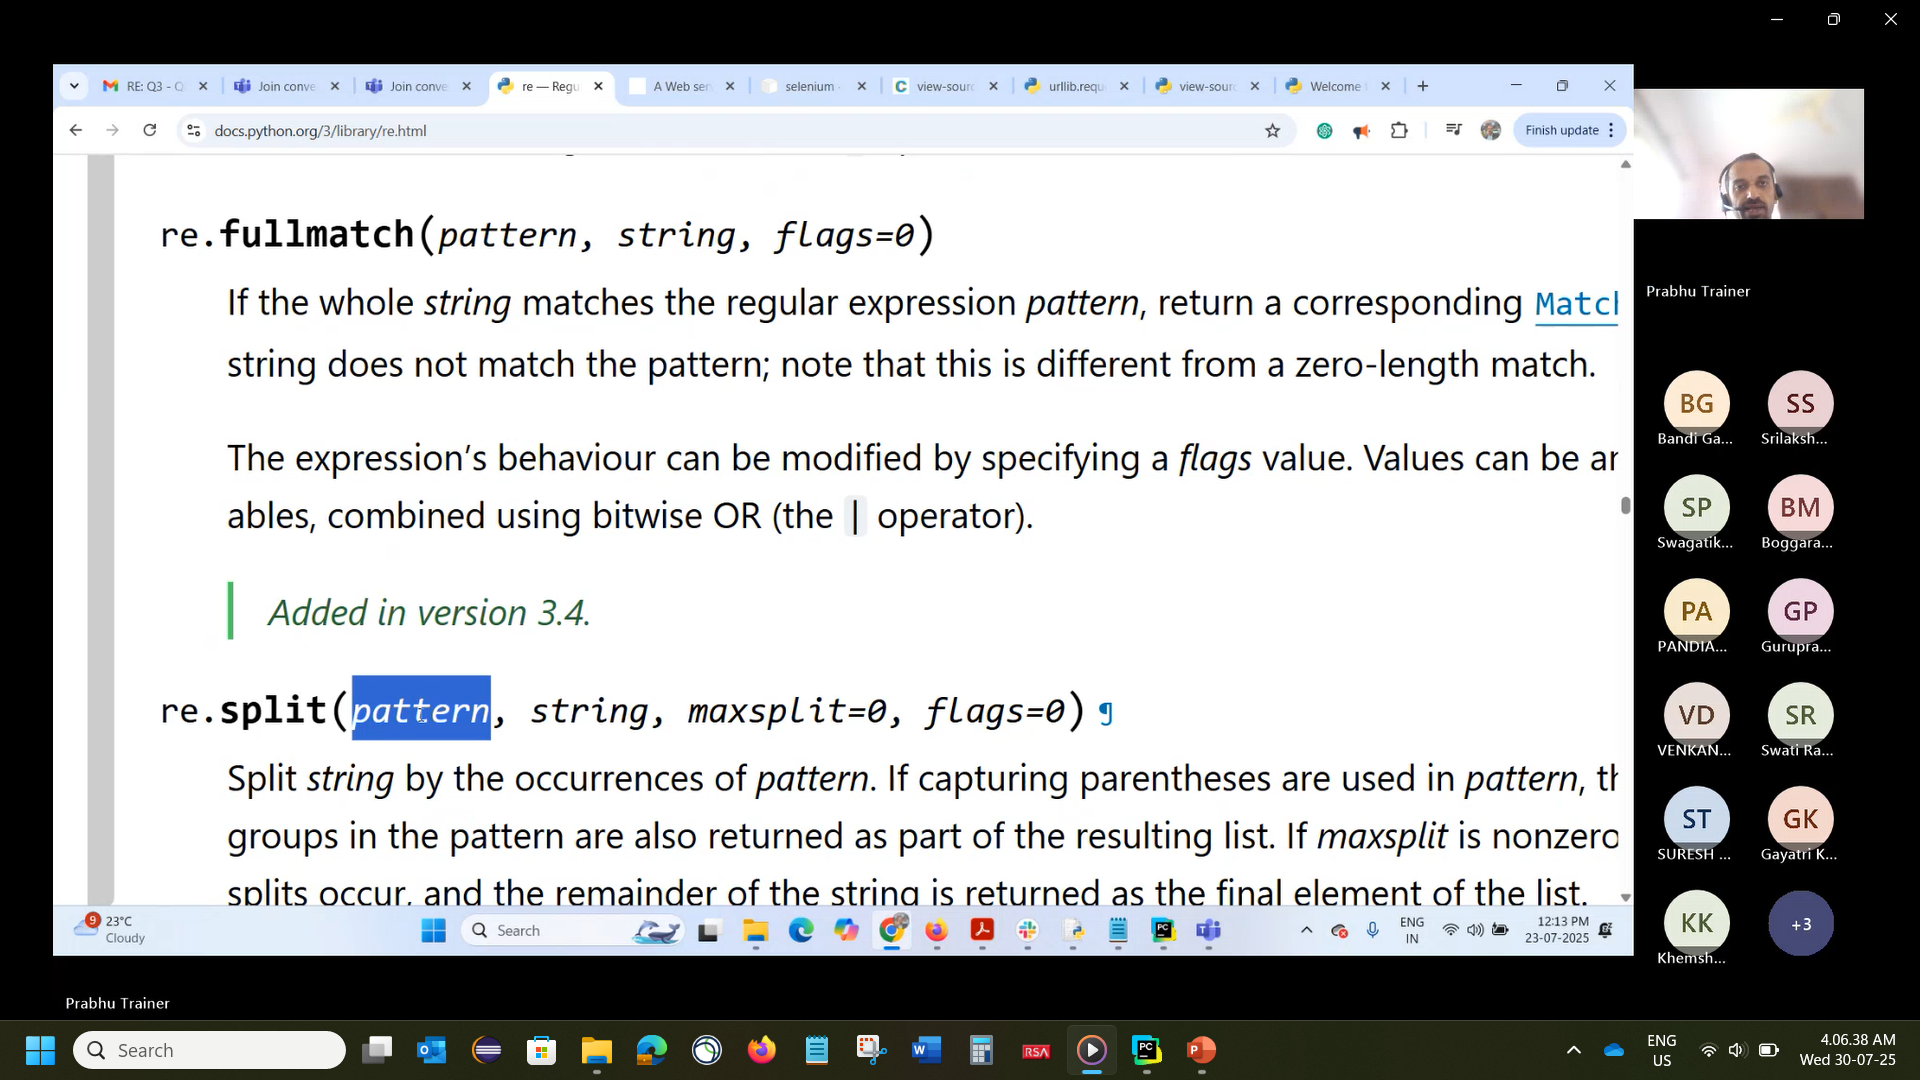 RE: Q3 - Q
Join conve
Join conve
re — Regu
A Web ser
selenium
view-sour
urllib.requ
view-sour
Welcome
docs.python.org/3/library/re.html
Finish update
re.fullmatch(pattern, string, flags=0)
If the whole string matches the regular expression pattern, return a corresponding Match
string does not match the pattern; note that this is different from a zero-length match.
The expression’s behaviour can be modified by specifying a flags value. Values can be an
ables, combined using bitwise OR (the | operator).
Added in version 3.4.
re.split(pattern, string, maxsplit=0, flags=0) ¶
Split string by the occurrences of pattern. If capturing parentheses are used in pattern, th
groups in the pattern are also returned as part of the resulting list. If maxsplit is nonzero
splits occur, and the remainder of the string is returned as the final element of the list.
9
23°C
Cloudy
Search
PC
ENG
IN
12:13 PM
23-07-2025
Prabhu Trainer
BG
SS
Bandi Ga...
Srilaksh...
SP
BM
Swagatik...
Boggara...
PA
GP
PANDIA...
Gurupra...
VD
SR
VENKAN...
Swati Ra...
ST
GK
SURESH ...
Gayatri K...
KK
+3
Khemsh...
Prabhu Trainer
Search
RSA
PC
ENG
US
4.06.38 AM
Wed 30-07-25